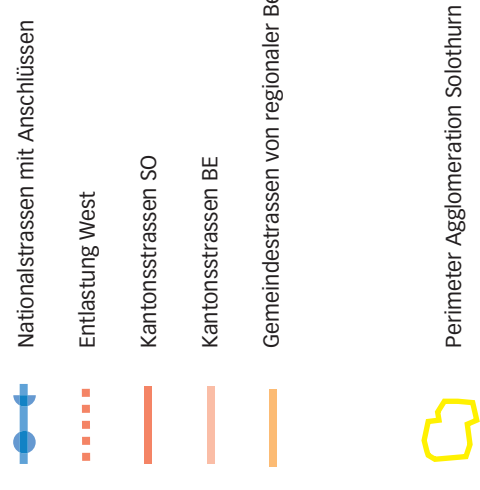 Nationalstrassen mit Anschlüssen
Entlastung West
Kantonsstrassen SO
Kantonsstrassen BE
Gemeindestrassen von regionaler
Perimeter Agglomeration Solothurn